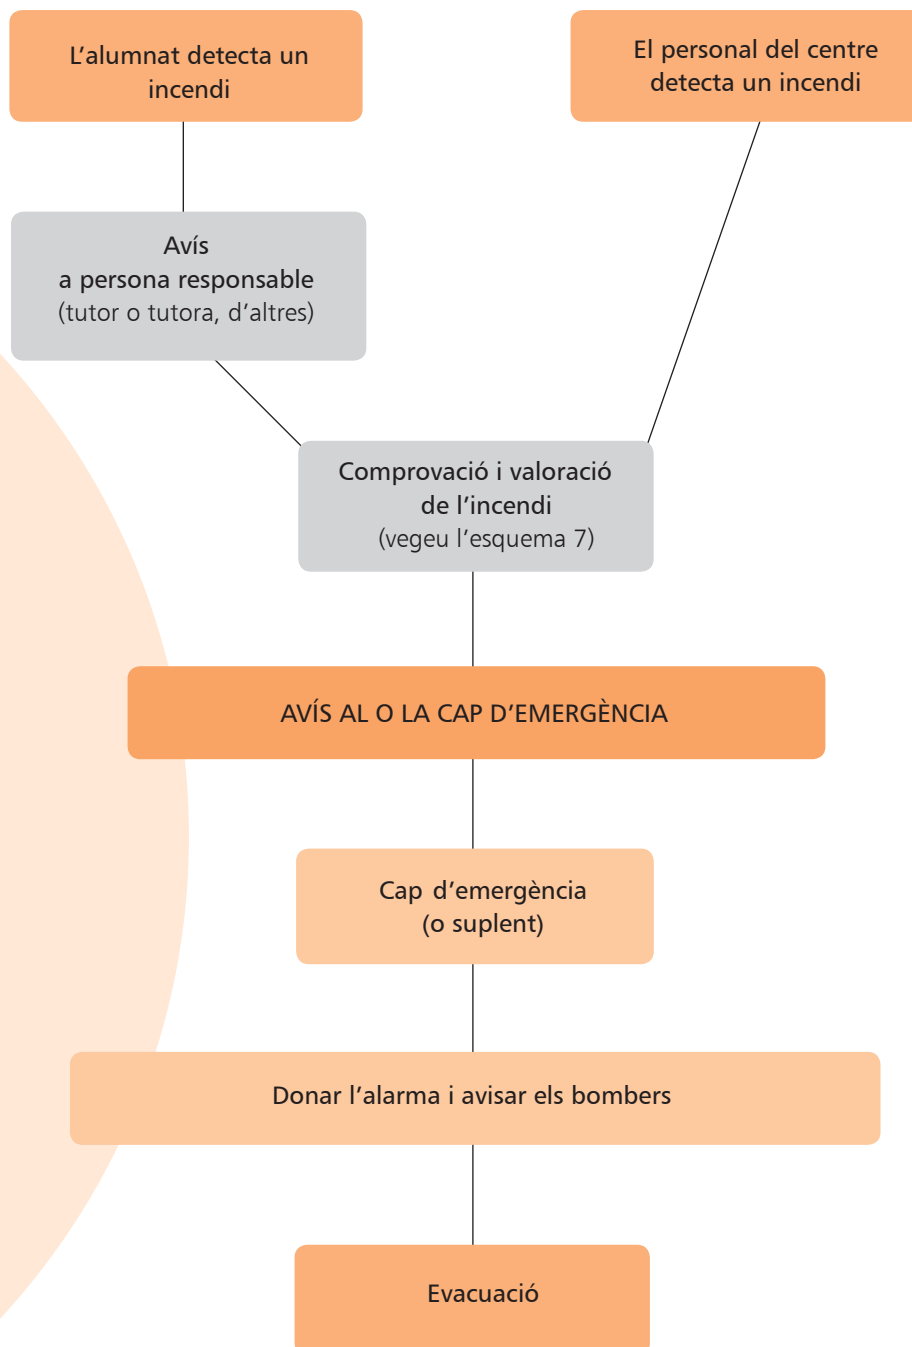 L'alumnat detecta un
incendi
El personal del centre
detecta un incendi
Avís
a persona responsable
(tutor o tutora, d'altres)
Comprovació i valoració
de l'incendi
(vegeu l'esquema 7)
AVÍS AL O LA CAP D'EMERGÈNCIA
Cap d'emergència
(o suplent)
Donar l'alarma i avisar els bombers
Evacuació